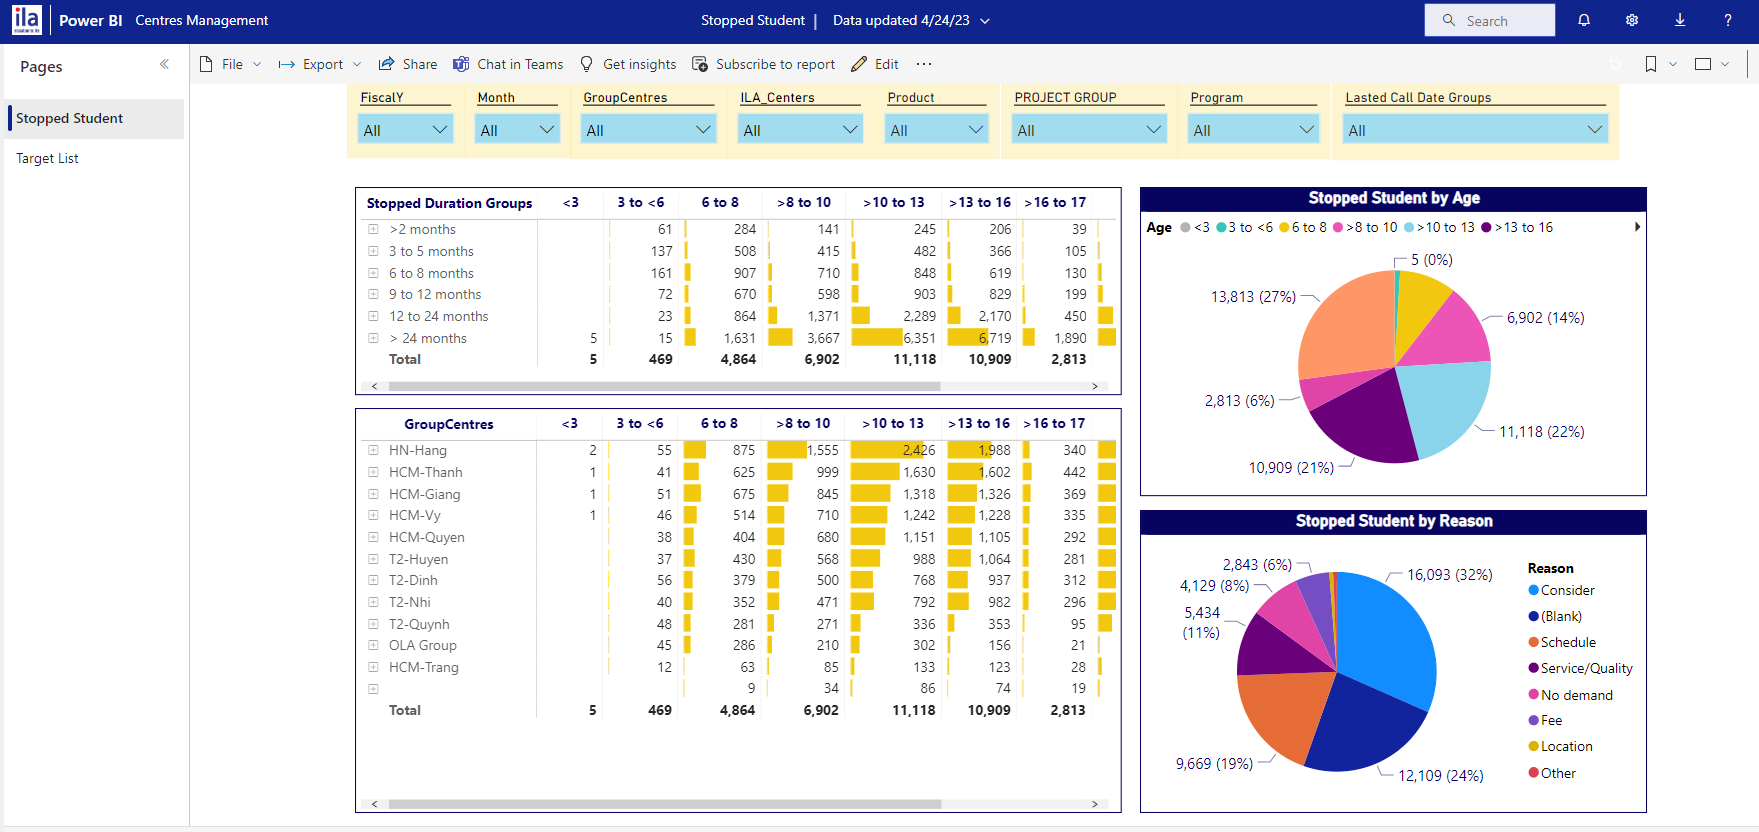 ila
Power BI Centres Management
Stopped Student | Data updated 4/24/23
Search
?
Pages
Stopped Student
Target List
File Export Share Chat in Teams Get insights Subscribe to report Edit ...
FiscalY Month GroupCentres ILA_Centers Product PROJECT GROUP Program Lasted Call Date Groups
All All All All All All All All
Stopped Duration Groups <3 3 to <6 6 to 8 >8 to 10 >10 to 13 >13 to 16 >16 to 17
>2 months 61 284 141 245 206 39
3 to 5 months 137 508 415 482 366 105
6 to 8 months 161 907 710 848 619 130
9 to 12 months 72 670 598 903 829 199
12 to 24 months 23 864 1,371 2,289 2,170 450
> 24 months 5 15 1,631 3,667 6,351 6,719 1,890
Total 5 469 4,864 6,902 11,118 10,909 2,813
GroupCentres <3 3 to <6 6 to 8 >8 to 10 >10 to 13 >13 to 16 >16 to 17
HN-Hang 2 55 875 1,555 2,426 1,988 340
HCM-Thanh 1 41 625 999 1,630 1,602 442
HCM-Giang 1 51 675 845 1,318 1,326 369
HCM-Vy 1 46 514 710 1,242 1,228 335
HCM-Quyen 38 404 680 1,151 1,105 292
T2-Huyen 37 430 568 988 1,064 281
T2-Dinh 56 379 500 768 937 312
T2-Nhi 40 352 471 792 982 296
T2-Quynh 48 281 271 336 353 95
OLA Group 45 286 210 302 156 21
HCM-Trang 12 63 85 133 123 28
9 34 86 74 19
Total 5 469 4,864 6,902 11,118 10,909 2,813
Stopped Student by Age
Age <3 3 to <6 6 to 8 >8 to 10 >10 to 13 >13 to 16
5 (0%)
13,813 (27%)
6,902 (14%)
2,813 (6%)
11,118 (22%)
10,909 (21%)
Stopped Student by Reason
2,843 (6%)
16,093 (32%)
4,129 (8%)
5,434
(11%)
9,669 (19%)
12,109 (24%)
Reason
Consider
(Blank)
Schedule
Service/Quality
No demand
Fee
Location
Other